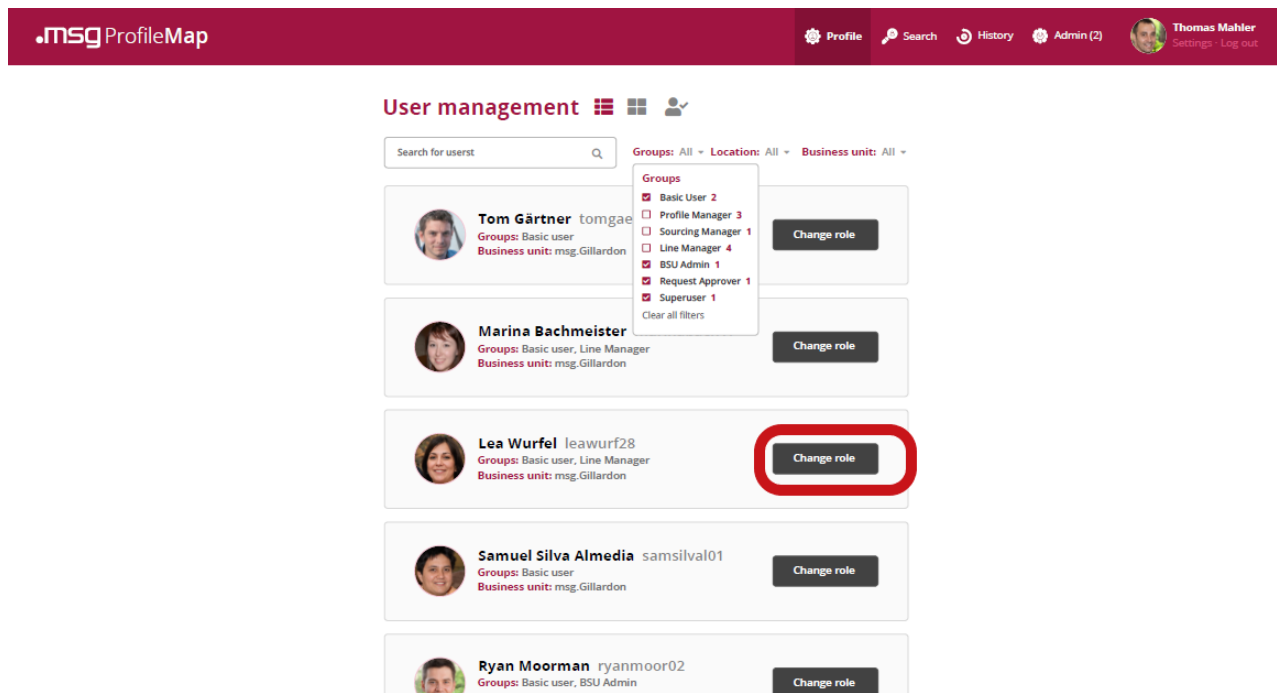 .msg ProfileMap
Profile
Search
History
Admin (2)
Thomas Mahler
Settings · Log out
User management
Search for userst
Groups: All Location: All Business unit: All
Groups
Basic User 2
Profile Manager 3
Sourcing Manager 1
Line Manager 4
BSU Admin 1
Request Approver 1
Superuser 1
Clear all filters
Tom Gärtner tomgae
Groups: Basic user
Business unit: msg.Gillardon
Change role
Marina Bachmeister
Groups: Basic user, Line Manager
Business unit: msg.Gillardon
Change role
Lea Wurfel leawurf28
Groups: Basic user, Line Manager
Business unit: msg.Gillardon
Change role
Samuel Silva Almedia samsilval01
Groups: Basic user
Business unit: msg.Gillardon
Change role
Ryan Moorman ryanmoor02
Groups: Basic user, BSU Admin
Change role